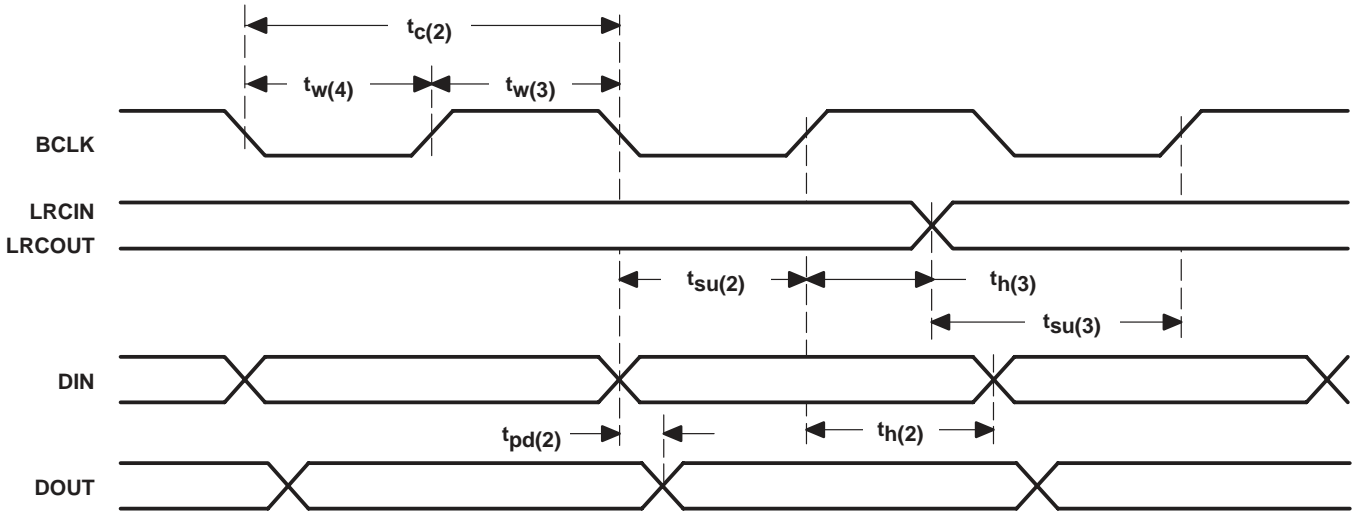 tc(2)
tw(4)
tw(3)
BCLK
LRCIN
LRCOUT
tsu(2)
th(3)
tsu(3)
DIN
tpd(2)
th(2)
DOUT